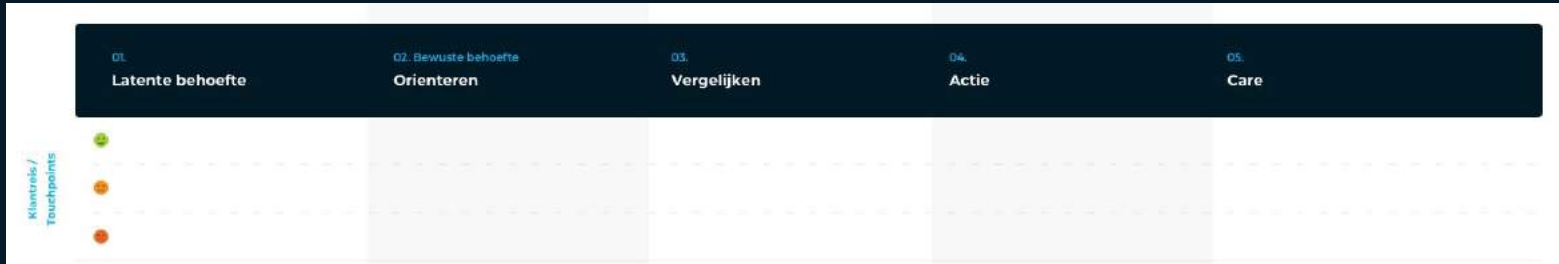 01.
Latente behoefte
02. Bewuste behoefte
Orienteren
03.
Vergelijken
04.
Actie
05.
Care
Klantreis /
Touchpoints